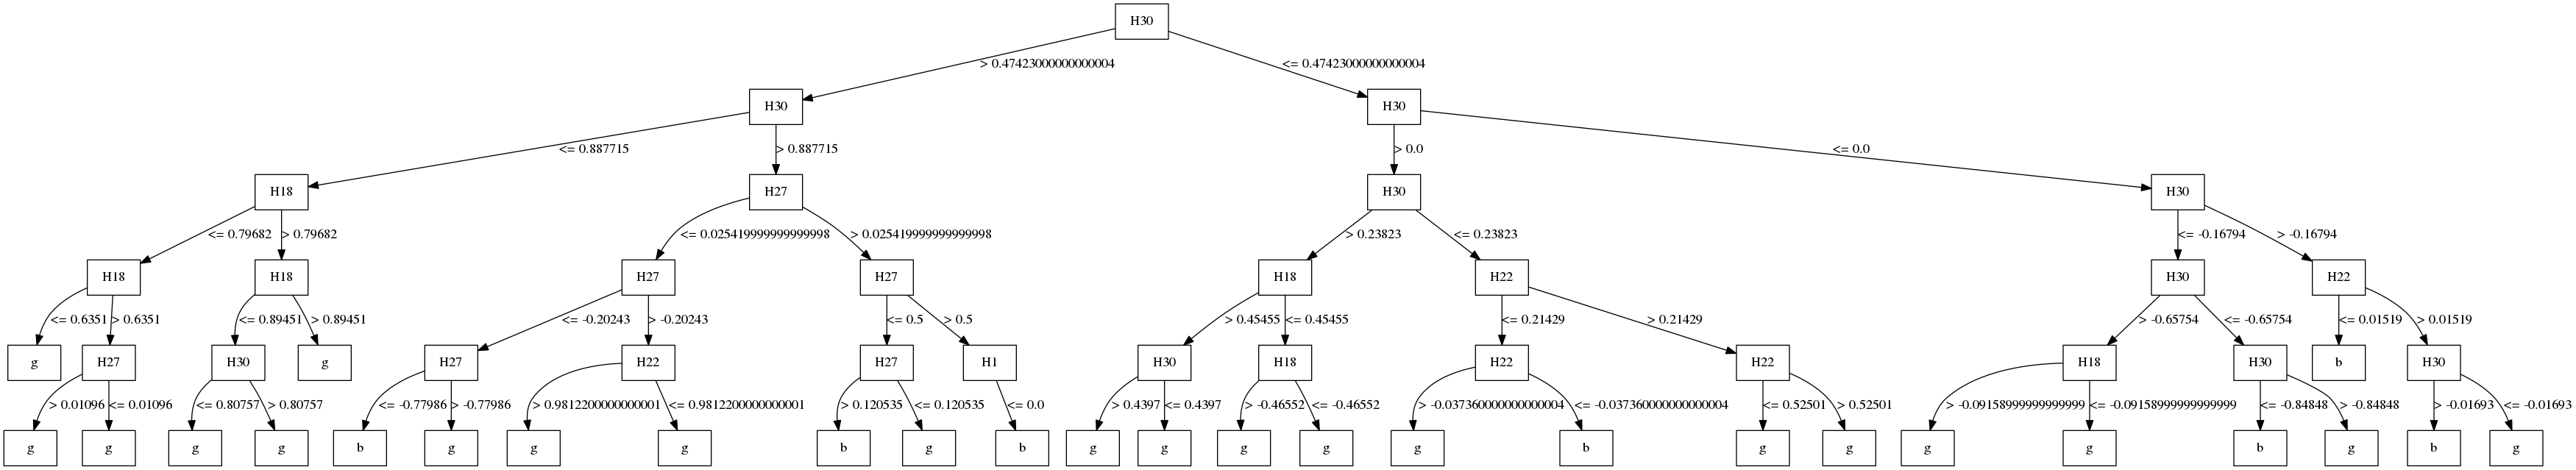 H30
> 0.47423000000000004 <= 0.47423000000000004
H30 H30
<= 0.887715 > 0.887715 > 0.0 <= 0.0
H18 H27 H30 H30
<= 0.79682 > 0.79682 <= 0.025419999999999998 > 0.025419999999999998 > 0.23823 <= 0.23823 <= -0.16794 > -0.16794
H18 H18 H27 H27 H18 H22 H30 H22
<= 0.6351 > 0.6351 <= 0.89451 > 0.89451 <= -0.20243 > -0.20243 <= 0.5 > 0.5 > 0.45455 <= 0.45455 <= 0.21429 > 0.21429 > -0.65754 <= -0.65754 <= 0.01519 > 0.01519
g H27 H30 g H27 H22 H27 H1 H30 H18 H22 H22 H18 H30 b H30
> 0.01096 <= 0.01096 <= 0.80757 > 0.80757 <= -0.77986 > -0.77986 > 0.9812200000000001 <= 0.9812200000000001 > 0.120535 <= 0.120535 <= 0.0 > 0.4397 <= 0.4397 > -0.46552 <= -0.46552 > -0.037360000000000004 <= -0.037360000000000004 <= 0.52501 > 0.52501 > -0.09158999999999999 <= -0.09158999999999999 <= -0.84848 > -0.84848 > -0.01693 <= -0.01693
g g g g b g g g b g b g g g g g b g g g g b g b g